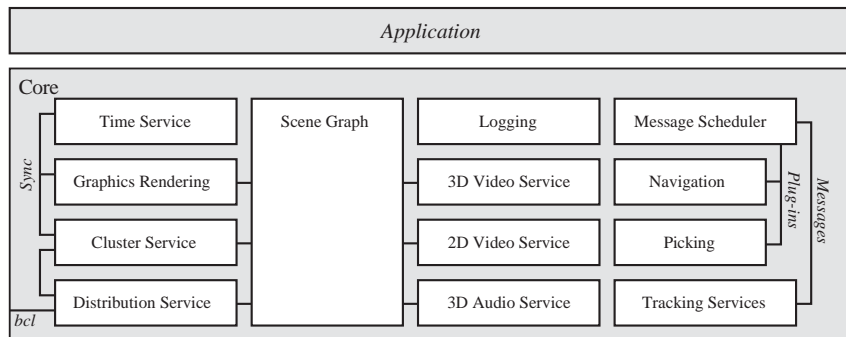 Application
Core
Time Service
Scene Graph
Logging
Message Scheduler
Sync
Graphics Rendering
3D Video Service
Navigation
Plug-ins
Messages
Cluster Service
2D Video Service
Picking
Distribution Service
3D Audio Service
Tracking Services
bcl